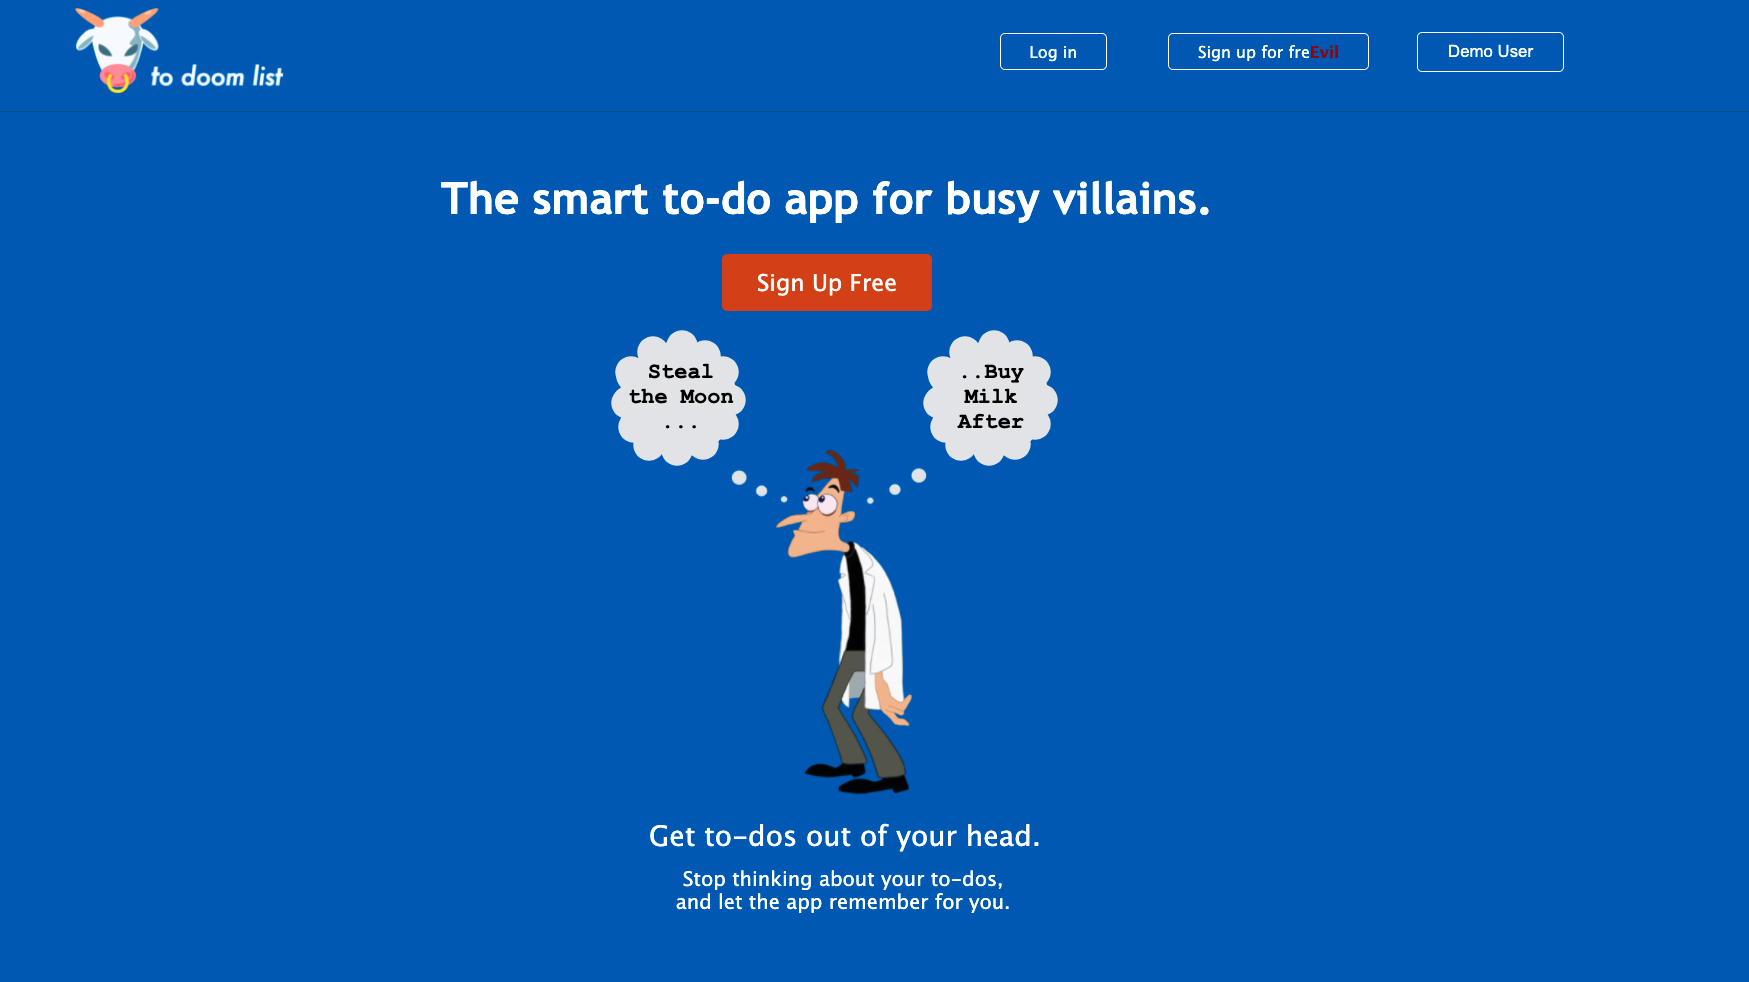 to doom list
Log in
Sign up for freEvil
Demo User
The smart to-do app for busy villains.
Sign Up Free
Steal
the Moon
...
..Buy
Milk
After
Get to-dos out of your head.
Stop thinking about your to-dos,
and let the app remember for you.